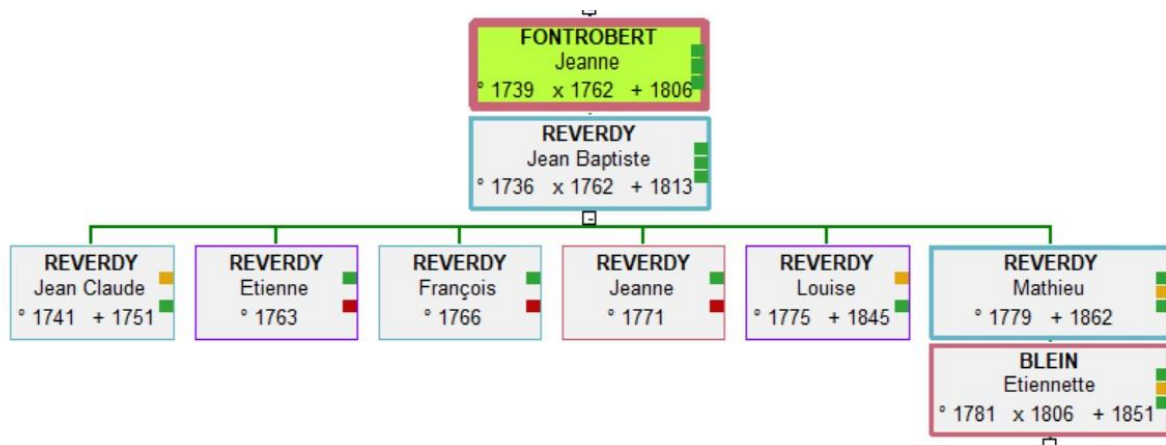 FONTROBERT
Jeanne
° 1739 x 1762 + 1806
REVERDY
Jean Baptiste
° 1736 x 1762 + 1813
REVERDY
Jean Claude
° 1741 + 1751
REVERDY
Etienne
° 1763
REVERDY
François
° 1766
REVERDY
Jeanne
° 1771
REVERDY
Louise
° 1775 + 1845
REVERDY
Mathieu
° 1779 + 1862
BLEIN
Etiennette
° 1781 x 1806 + 1851